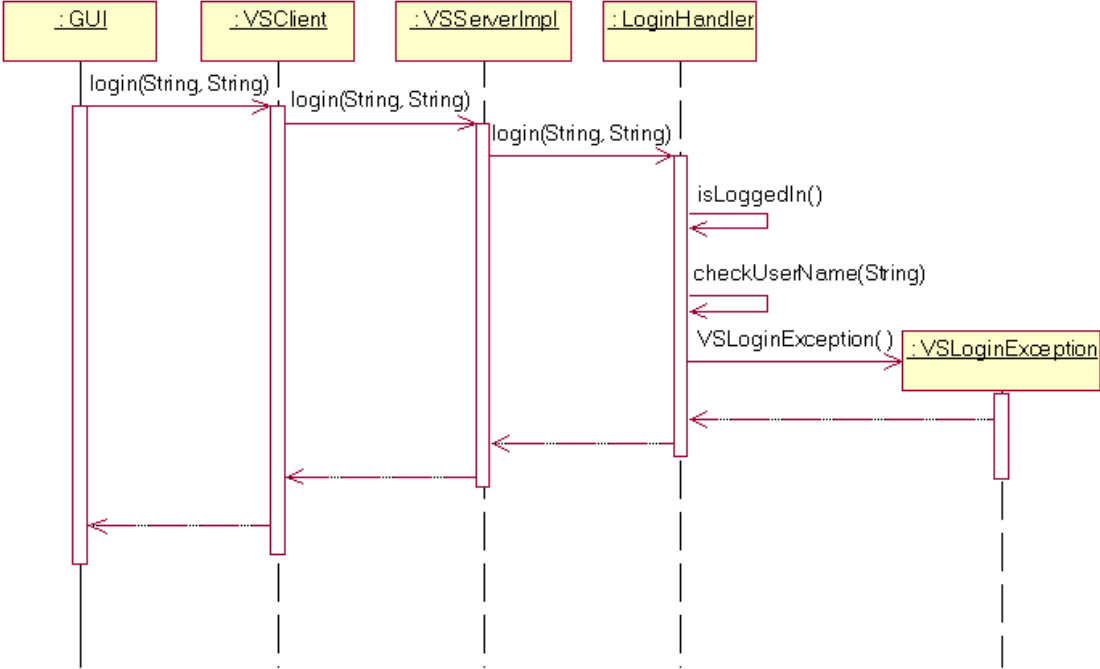 : GUI
: VSClient
: VSServerImpl
: LoginHandler
login(String, String)
login(String, String)
login(String, String)
isLoggedIn()
checkUserName(String)
VSLoginException( )
: VSLoginException